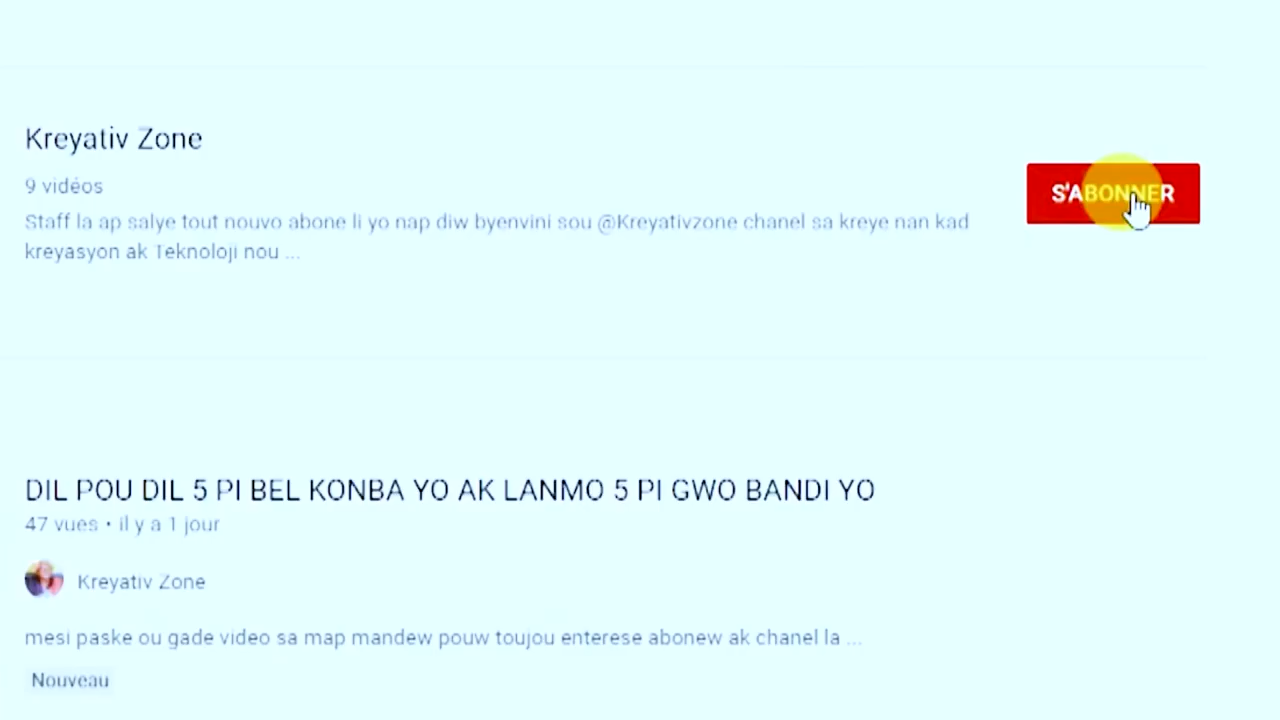 Kreyativ Zone
9 vidéos
S'ABONNER
Staff la ap salye tout nouvo abone li yo nap diw byenvini sou @Kreyativzone chanel sa kreye nan kad
kreyasyon ak Teknoloji nou ...
DIL POU DIL 5 PI BEL KONBA YO AK LANMO 5 PI GWO BANDI YO
47 vues • il y a 1 jour
Kreyativ Zone
mesi paske ou gade video sa map mandew pouw toujou enterese abonew ak chanel la ...
Nouveau